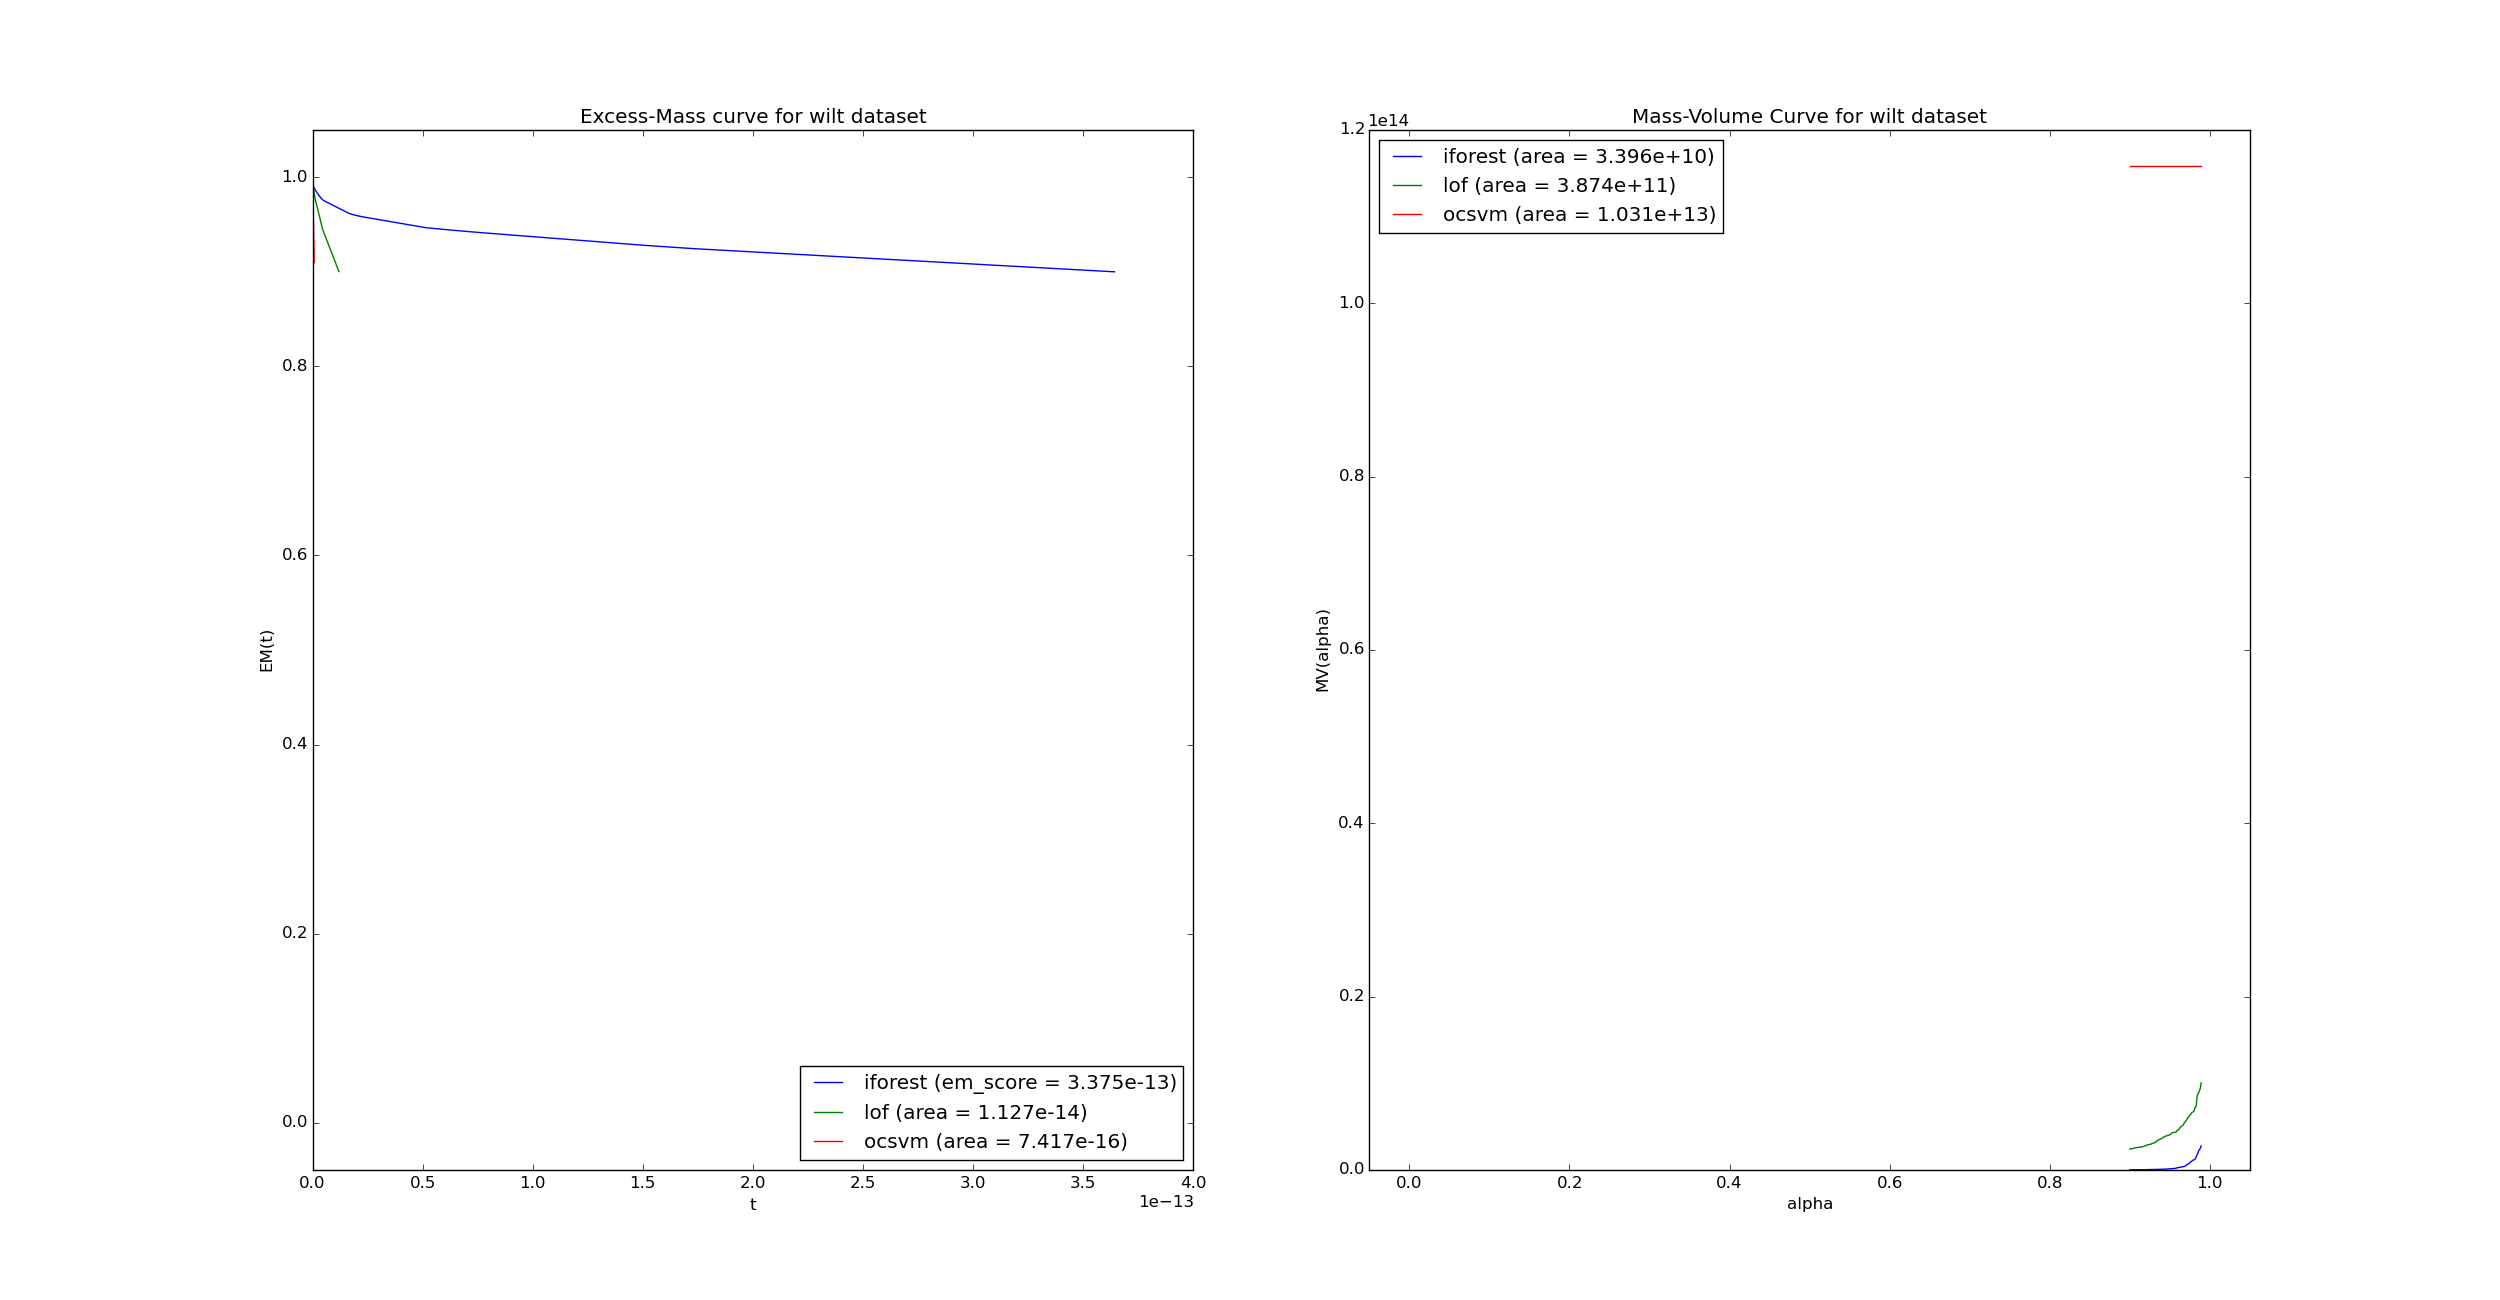 Excess-Mass curve for wilt dataset
1.0
0.8
0.6
0.4
0.2
0.0
EM(t)
iforest (em_score = 3.375e-13)
lof (area = 1.127e-14)
ocsvm (area = 7.417e-16)
0.0 0.5 1.0 1.5 2.0 2.5 3.0 3.5 4.0
1e−13
t
Mass-Volume Curve for wilt dataset
1e14
1.2
1.0
0.8
0.6
0.4
0.2
0.0
MV(alpha)
iforest (area = 3.396e+10)
lof (area = 3.874e+11)
ocsvm (area = 1.031e+13)
0.0 0.2 0.4 0.6 0.8 1.0
alpha